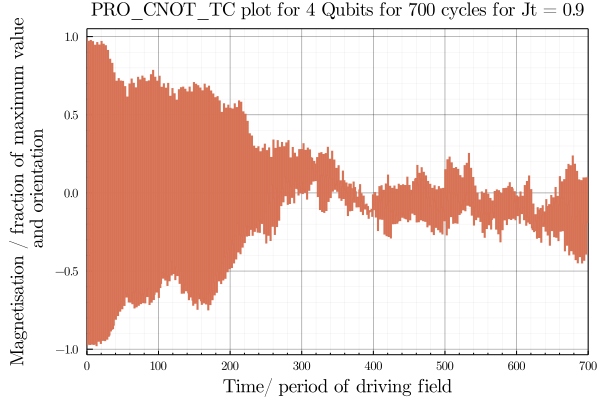 PRO_CNOT_TC plot for 4 Qubits for 700 cycles for Jt = 0.9
Magnetisation / fraction of maximum value
and orientation
1.0
0.5
0.0
−0.5
−1.0
0 100 200 300 400 500 600 700
Time/ period of driving field